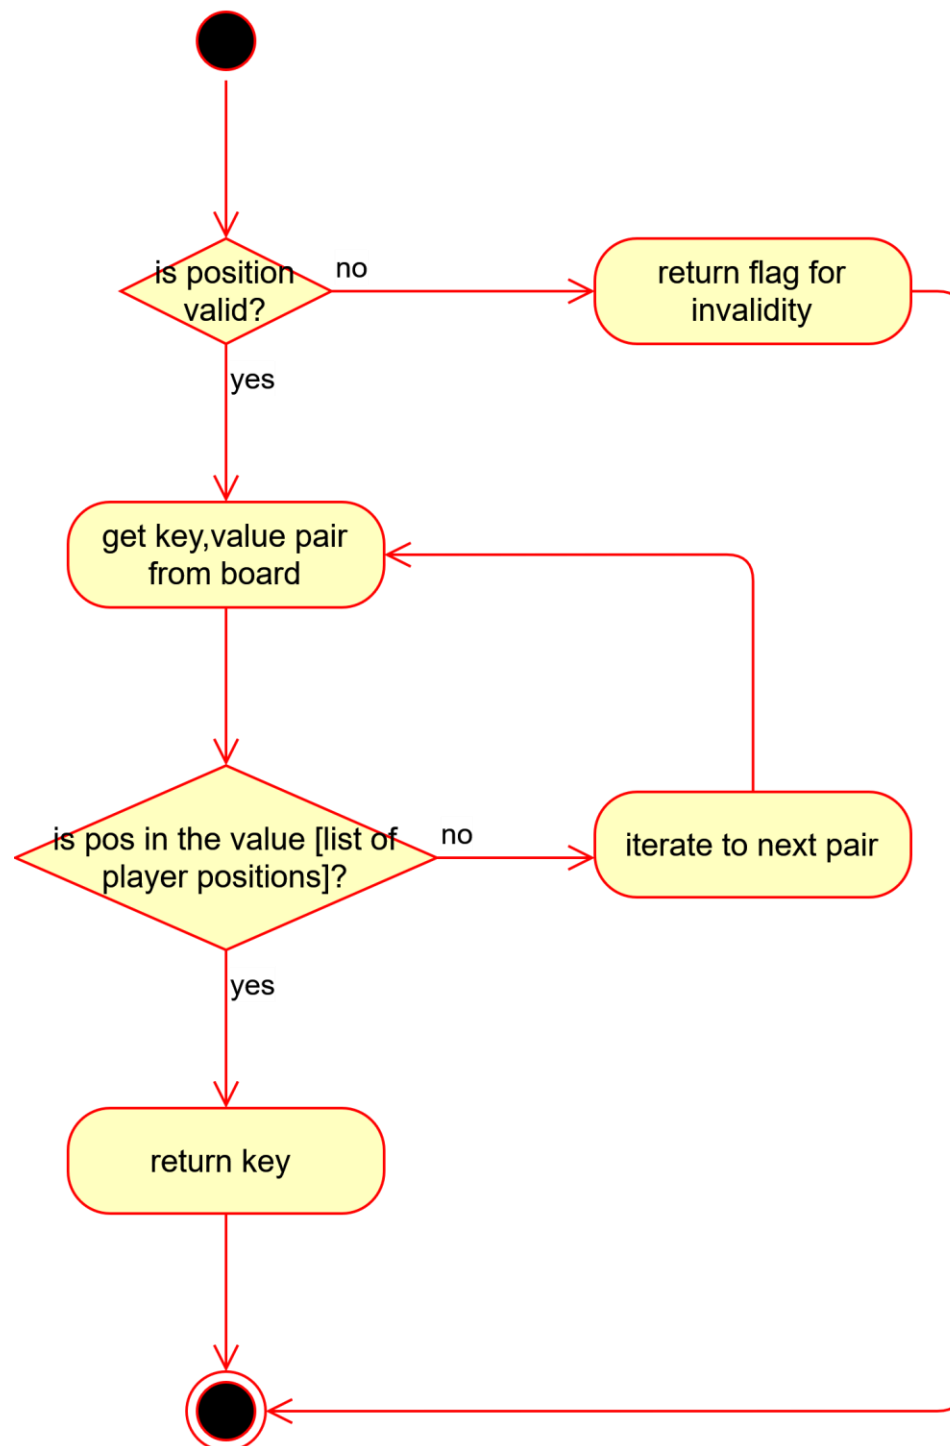 is position
valid?
no
return flag for
invalidity
yes
get key,value pair
from board
is pos in the value [list of
player positions]?
no
iterate to next pair
yes
return key